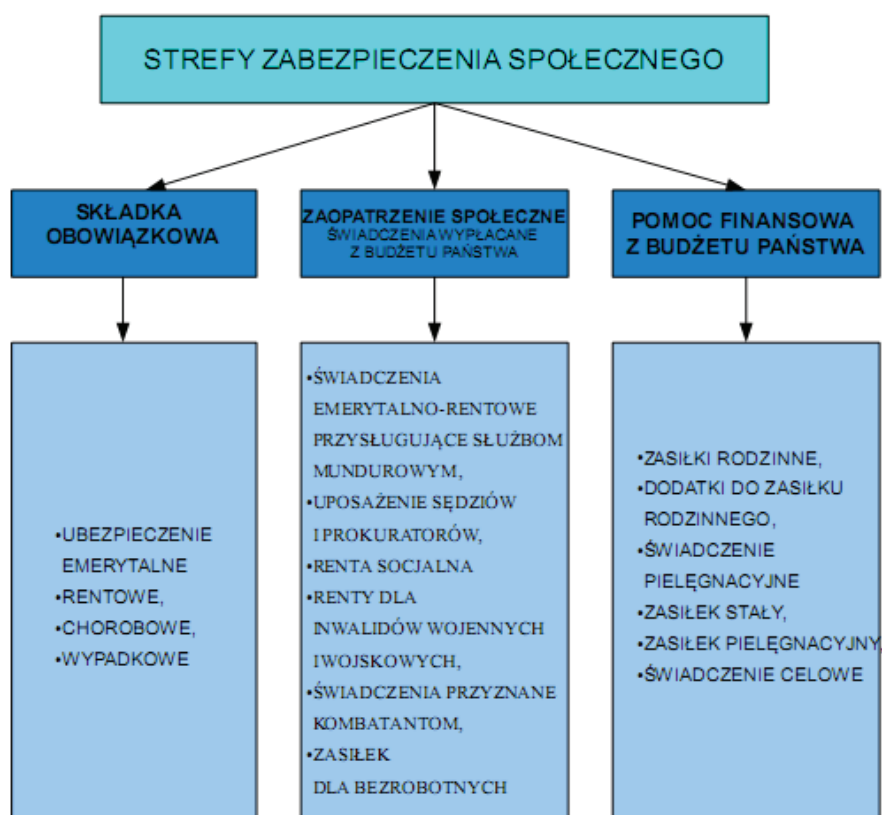 STREFY ZABEZPIECZENIA SPOŁECZNEGO
SKŁADKA
OBOWIĄZKOWA
•UBEZPIECZENIE
EMERYTALNE
•RENTOWE,
•CHOROBOWE,
•WYPADKOWE
ZAOPATRZENIE SPOŁECZNE
ŚWIADCZENIA WYPŁACANE
Z BUDŻETU PAŃSTWA
•ŚWIADCZENIA
EMERYTALNO-RENTOWE
PRZYSŁUGUJĄCE SŁUŻBOM
MUNDUROWYM,
•UPOSAŻENIE SĘDZIÓW
I PROKURATORÓW,
•RENTA SOCJALNA
•RENTY DLA
INWALIDÓW WOJENNYCH
I WOJSKOWYCH,
•ŚWIADCZENIA PRZYZNANE
KOMBATANTOM,
•ZASIŁEK
DLA BEZROBOTNYCH
POMOC FINANSOWA
Z BUDŻETU PAŃSTWA
•ZASIŁKI RODZINNE,
•DODATKI DO ZASIŁKU
RODZINNEGO,
•ŚWIADCZENIE
PIELĘGNACYJNE
•ZASIŁEK STAŁY,
•ZASIŁEK PIELĘGNACYJNY,
•ŚWIADCZENIE CELOWE